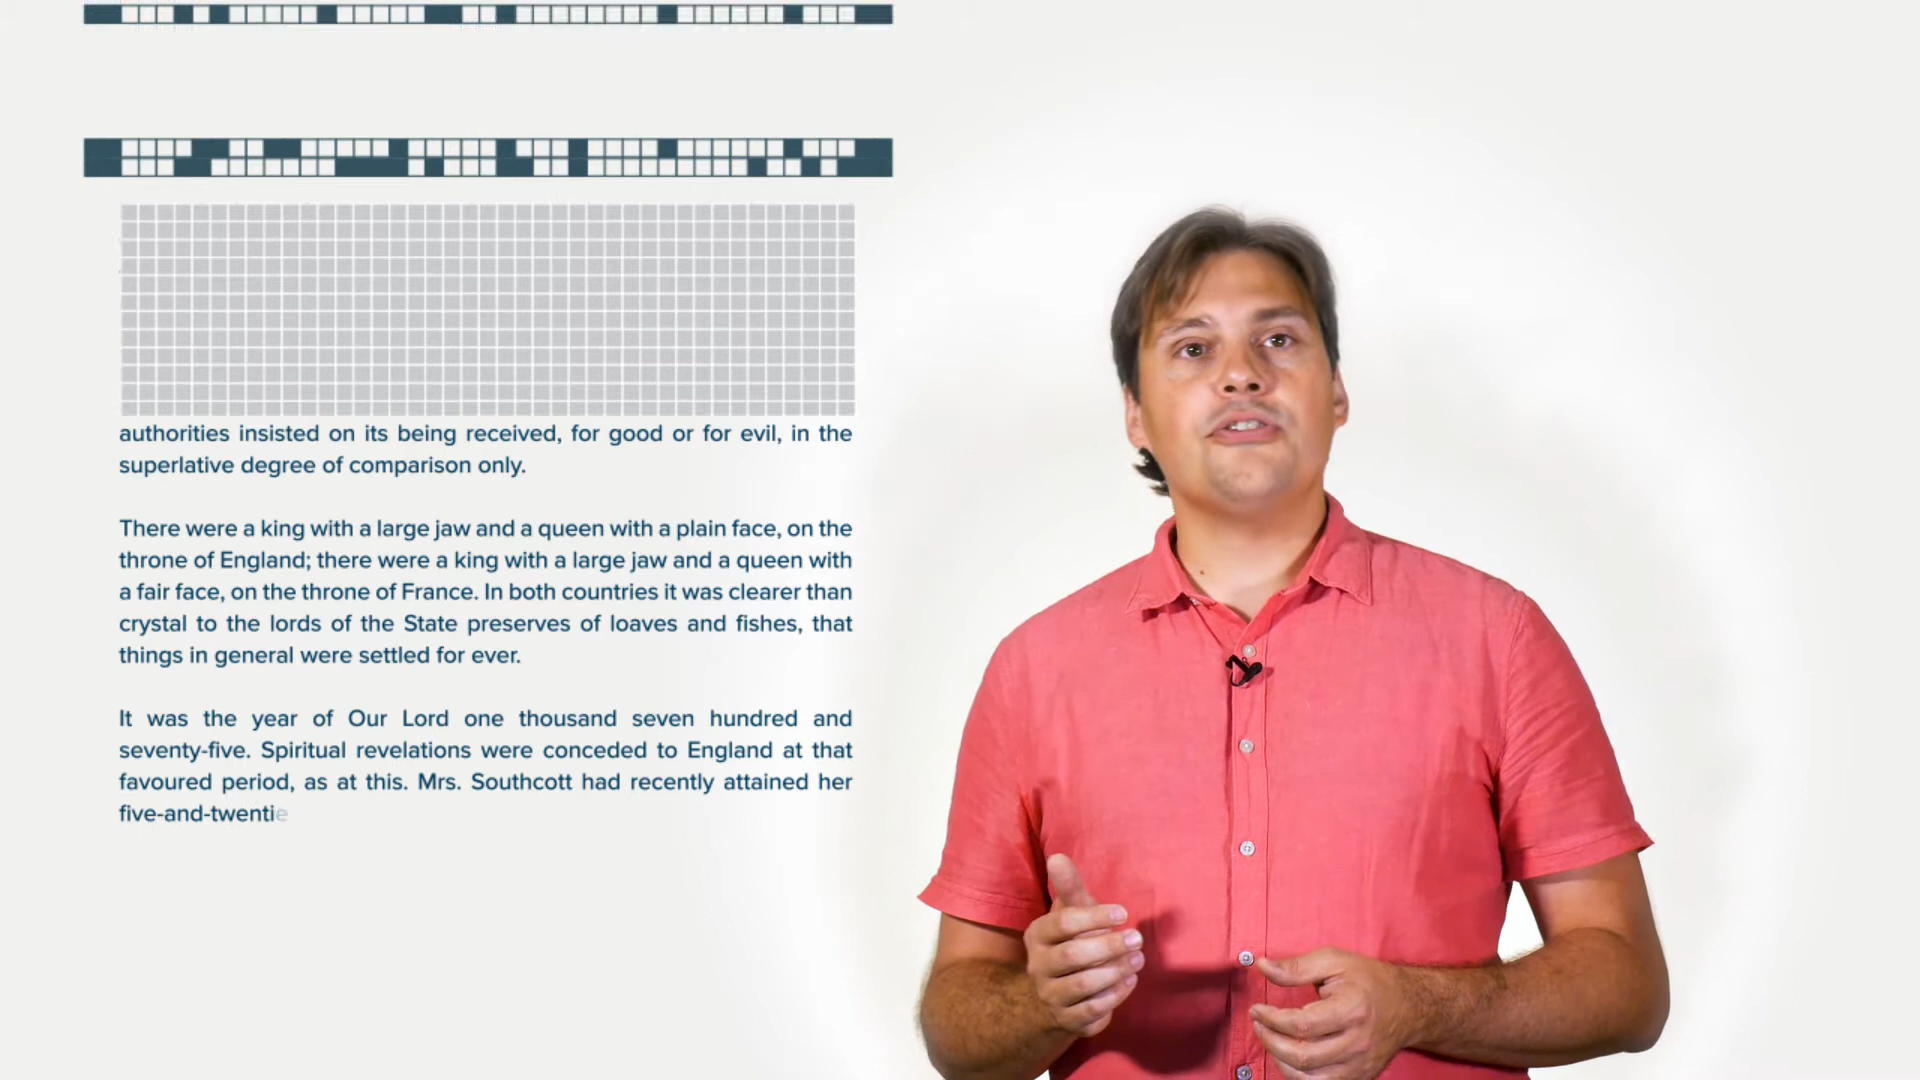 authorities insisted on its being received, for good or for evil, in the
superlative degree of comparison only.
There were a king with a large jaw and a queen with a plain face, on the
throne of England; there were a king with a large jaw and a queen with
a fair face, on the throne of France. In both countries it was clearer than
crystal to the lords of the State preserves of loaves and fishes, that
things in general were settled for ever.
It was the year of Our Lord one thousand seven hundred and
seventy-five. Spiritual revelations were conceded to England at that
favoured period, as at this. Mrs. Southcott had recently attained her
five-and-twentie